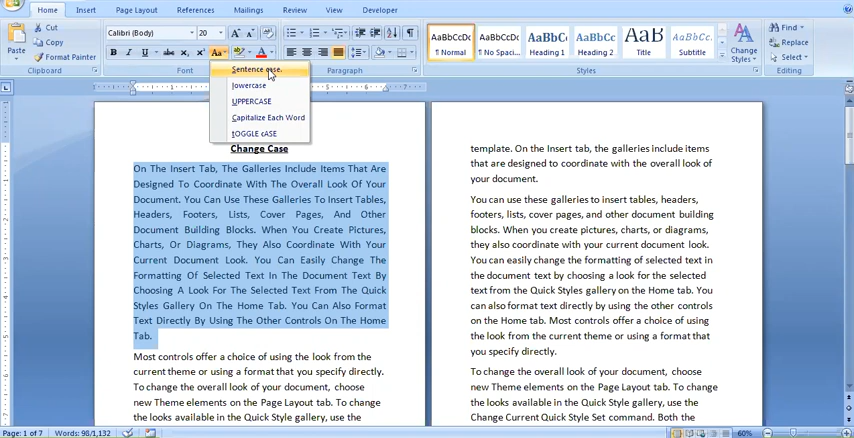 Home Insert Page Layout References Mailings Review View Developer
Cut
Copy
Format Painter
Paste
Clipboard
Calibri (Body) 20
B I U abc x₂ x² Aa
Font
Paragraph
AaBbCcDc AaBbCcDc AaBbC AaBbCc AaB AaBbCc
¶ Normal ¶ No Spaci... Heading 1 Heading 2 Title Subtitle
Change
Styles
Styles
Find
Replace
Select
Editing
Sentence case.
lowercase
UPPERCASE
Capitalize Each Word
tOGGLE cASE
Change Case
On The Insert Tab, The Galleries Include Items That Are
Designed To Coordinate With The Overall Look Of Your
Document. You Can Use These Galleries To Insert Tables,
Headers, Footers, Lists, Cover Pages, And Other
Document Building Blocks. When You Create Pictures,
Charts, Or Diagrams, They Also Coordinate With Your
Current Document Look. You Can Easily Change The
Formatting Of Selected Text In The Document Text By
Choosing A Look For The Selected Text From The Quick
Styles Gallery On The Home Tab. You Can Also Format
Text Directly By Using The Other Controls On The Home
Tab.
Most controls offer a choice of using the look from the
current theme or using a format that you specify directly.
To change the overall look of your document, choose
new Theme elements on the Page Layout tab. To change
the looks available in the Quick Style gallery, use the
template. On the Insert tab, the galleries include items
that are designed to coordinate with the overall look of
your document.
You can use these galleries to insert tables, headers,
footers, lists, cover pages, and other document building
blocks. When you create pictures, charts, or diagrams,
they also coordinate with your current document look.
You can easily change the formatting of selected text in
the document text by choosing a look for the selected
text from the Quick Styles gallery on the Home tab. You
can also format text directly by using the other controls
on the Home tab. Most controls offer a choice of using
the look from the current theme or using a format that
you specify directly.
To change the overall look of your document, choose
new Theme elements on the Page Layout tab. To change
the looks available in the Quick Style gallery, use the
Change Current Quick Style Set command. Both the
Page: 1 of 7 Words: 98/1,132
60%